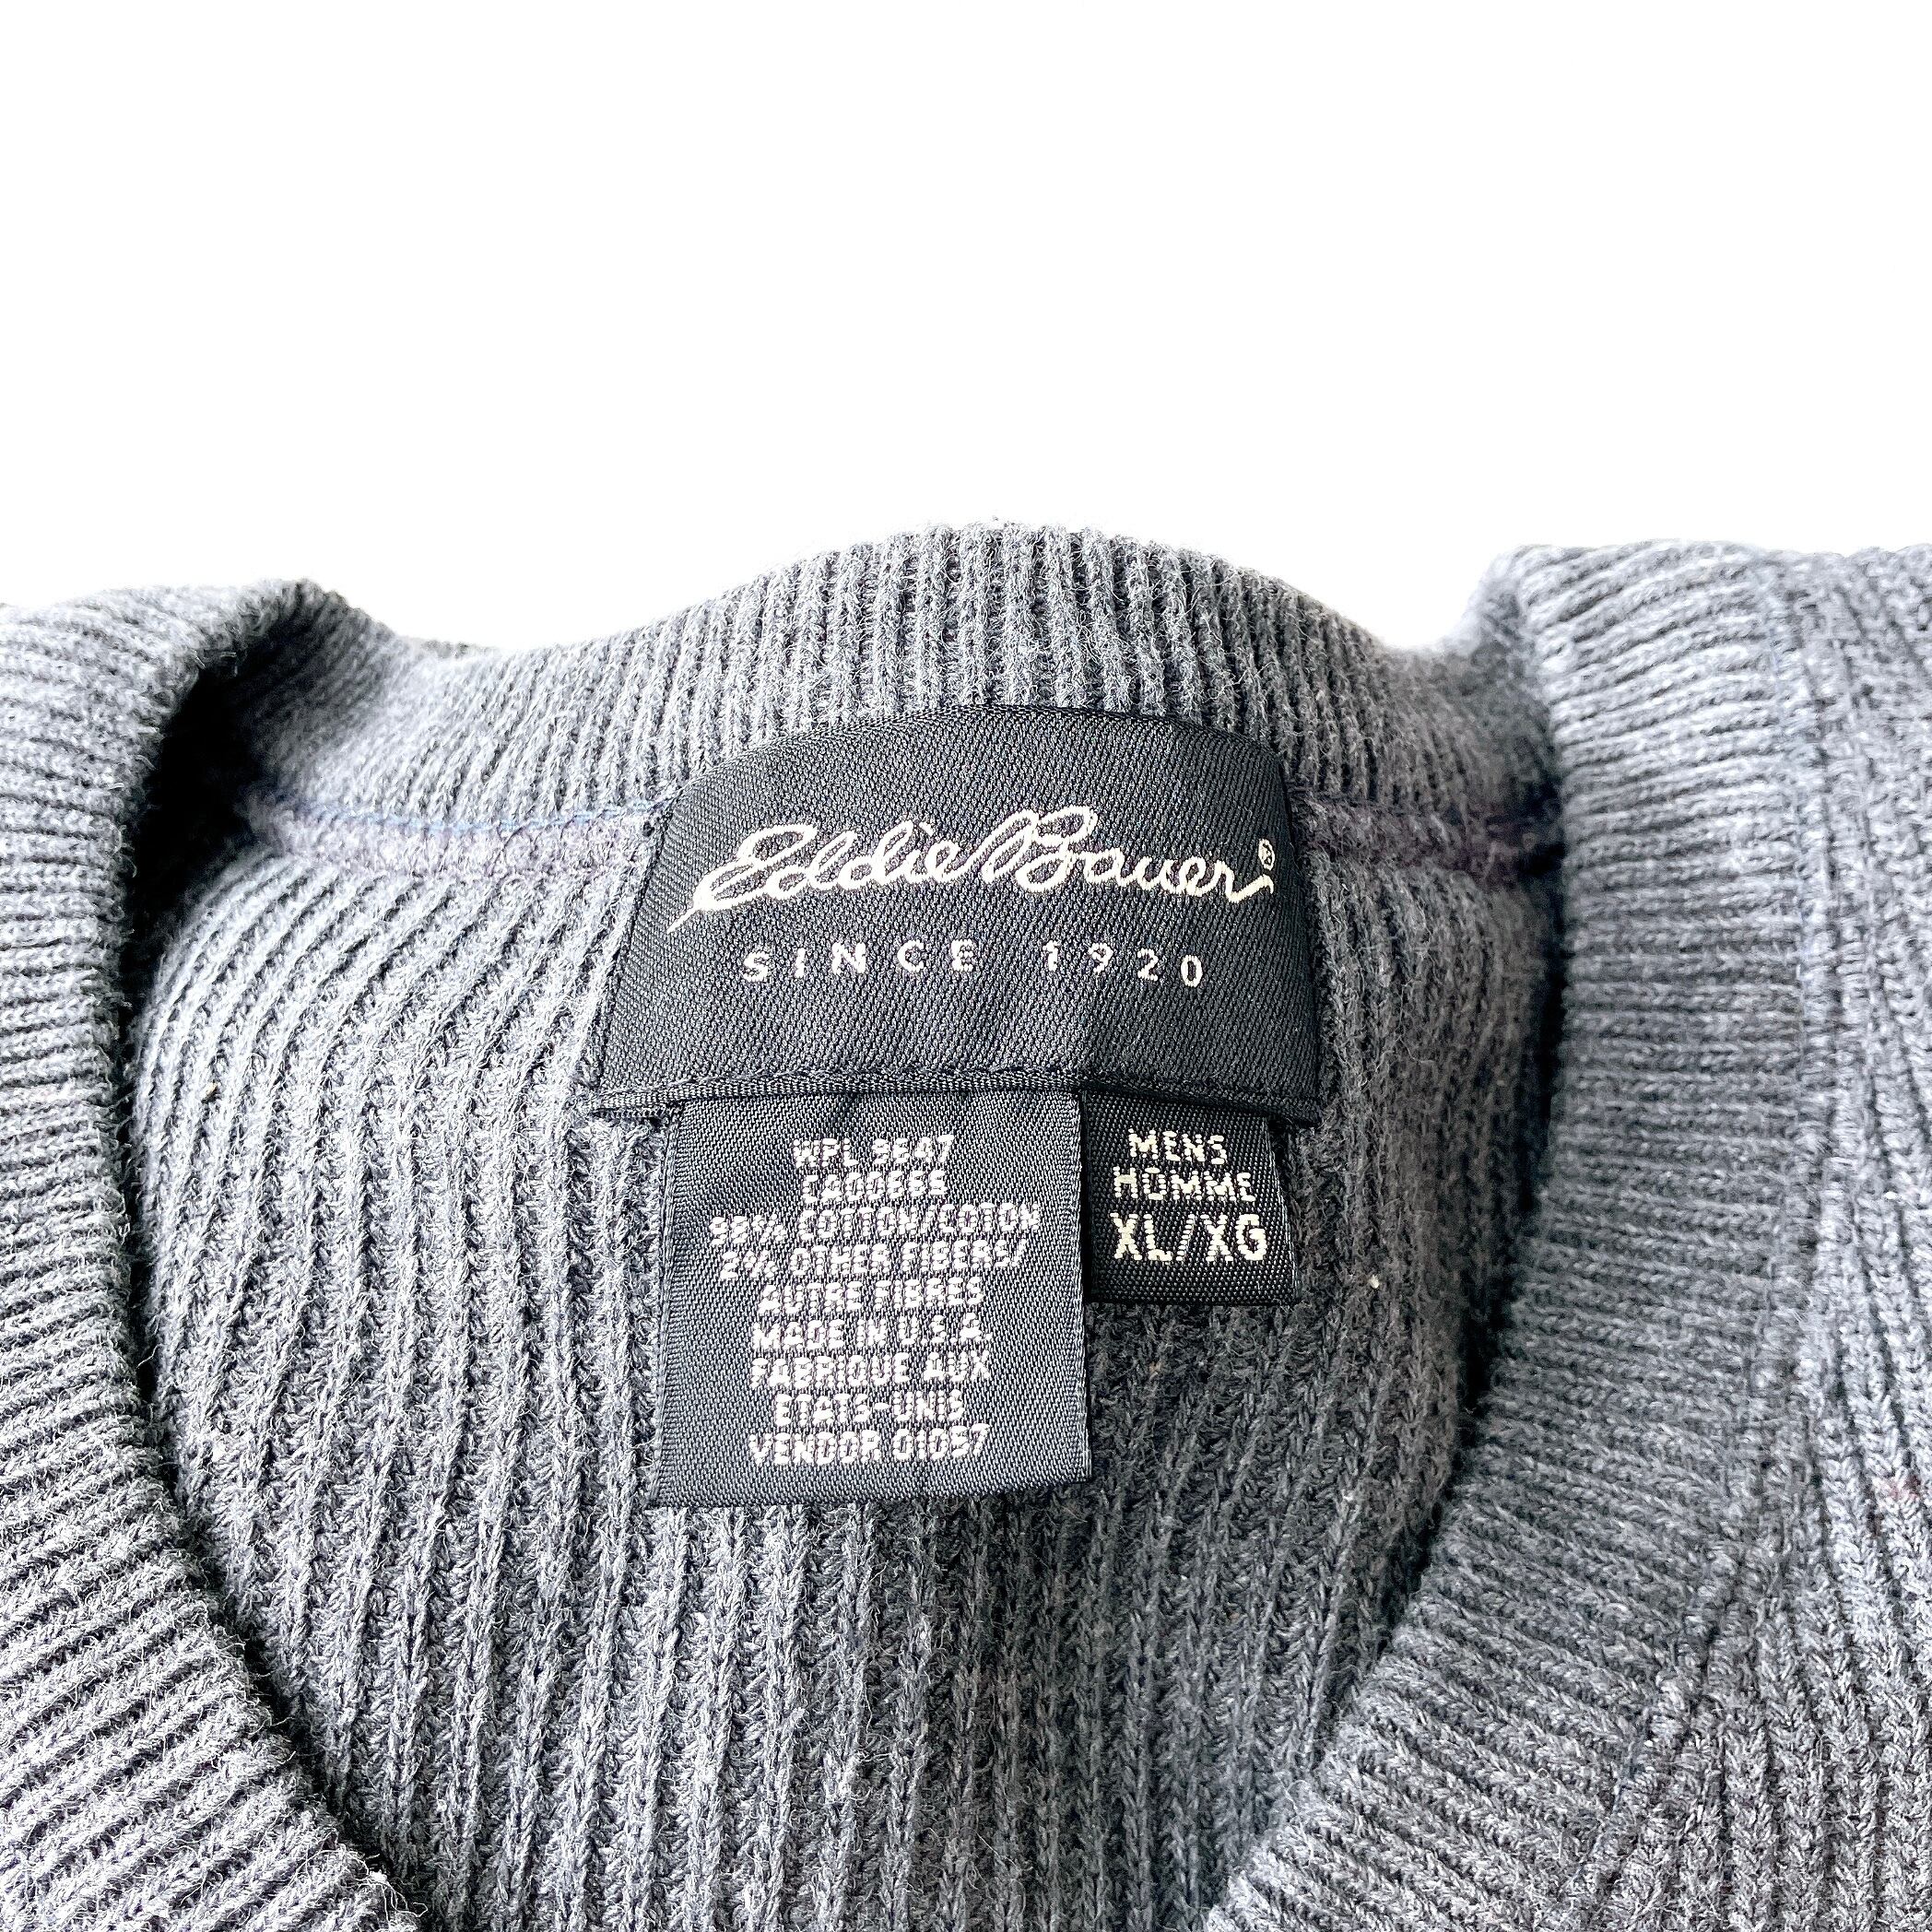 Eddie Bauer®
SINCE 1920
WPL 9647
CA00666
98% COTTON/COTON
2% OTHER FIBERS/
AUTRE FIBRES
MADE IN U.S.A.
FABRIQUE AUX
ETATS-UNIS
VENDOR 01057
MENS
HOMME
XL/XG